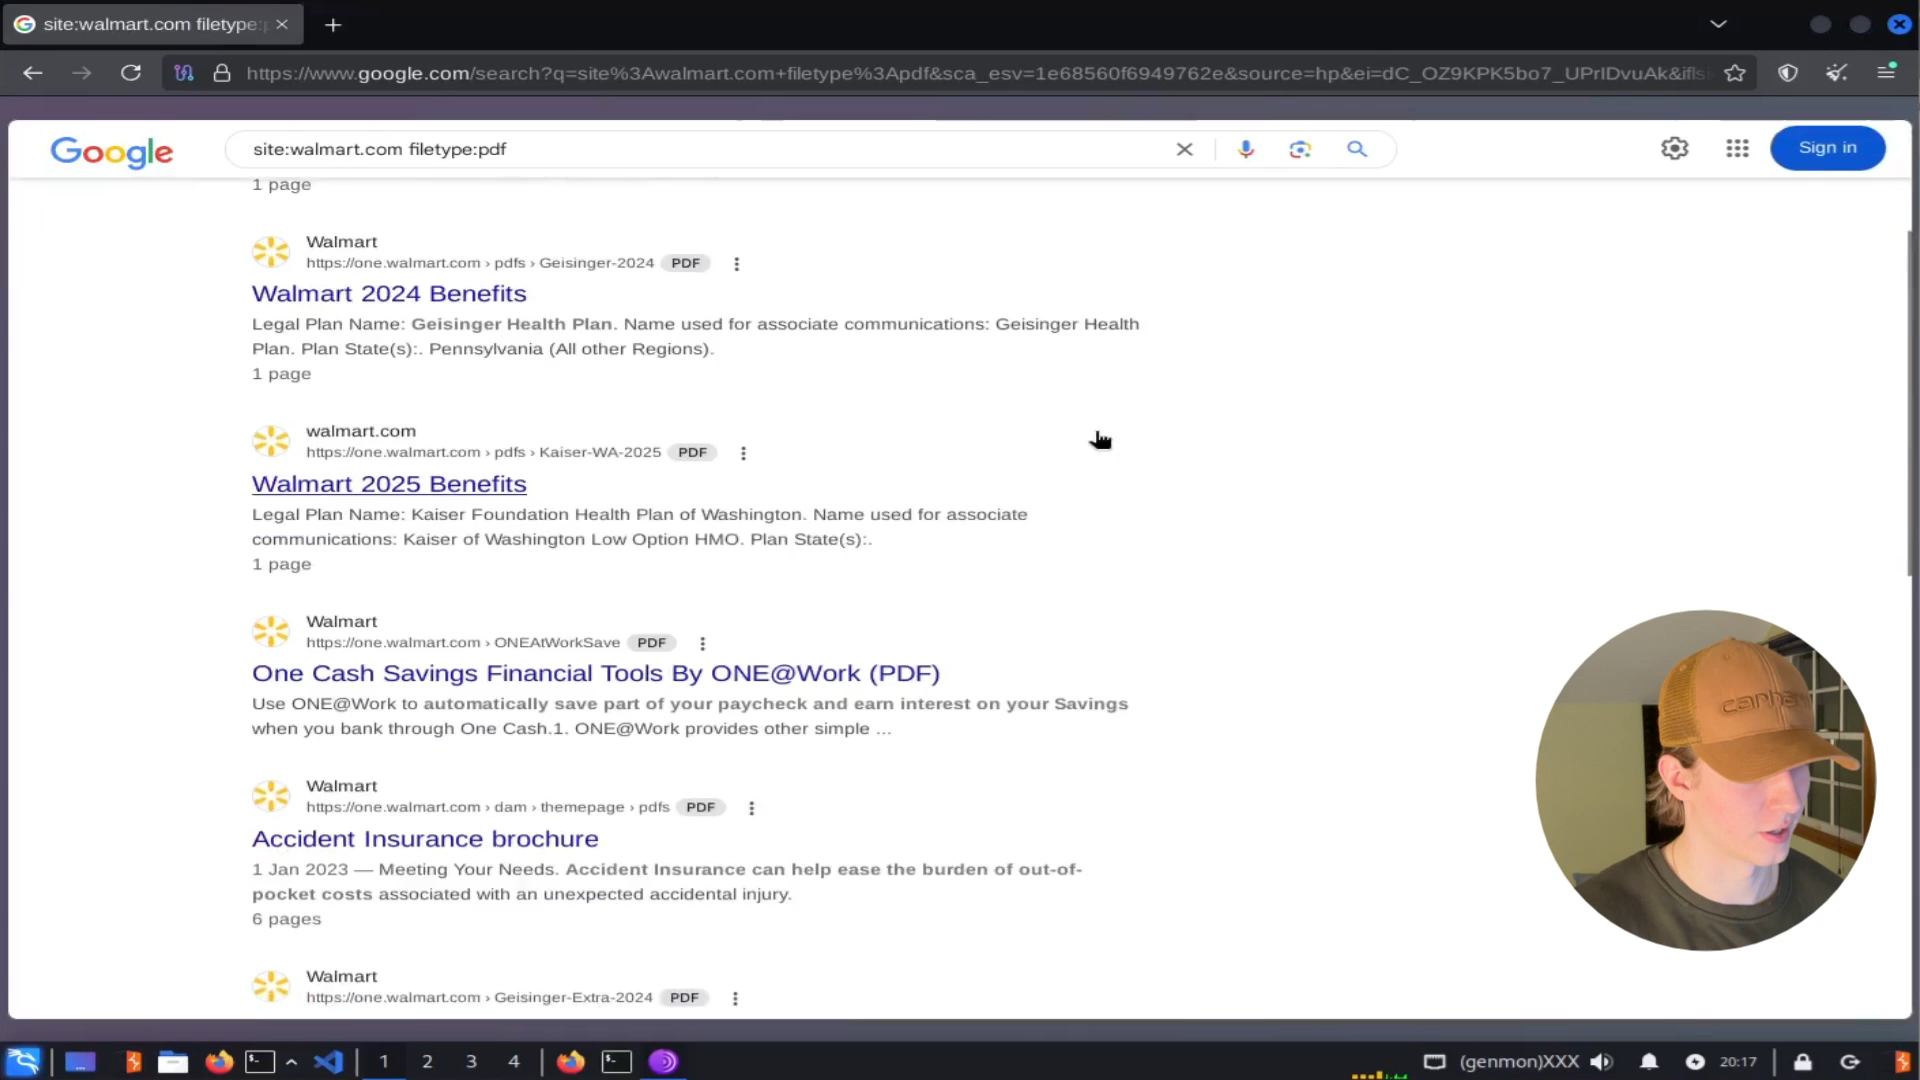 site:walmart.com filetype:p
https://www.google.com/search?q=site%3Awalmart.com+filetype%3Apdf&sca_esv=1e68560f6949762e&source=hp&ei=dC_OZ9KPK5bo7_UPrIDvuAk&iflsi
Google
site:walmart.com filetype:pdf
Sign in
1 page
Walmart
https://one.walmart.com › pdfs › Geisinger-2024 PDF
Walmart 2024 Benefits
Legal Plan Name: Geisinger Health Plan. Name used for associate communications: Geisinger Health
Plan. Plan State(s):. Pennsylvania (All other Regions).
1 page
walmart.com
https://one.walmart.com › pdfs › Kaiser-WA-2025 PDF
Walmart 2025 Benefits
Legal Plan Name: Kaiser Foundation Health Plan of Washington. Name used for associate
communications: Kaiser of Washington Low Option HMO. Plan State(s):.
1 page
Walmart
https://one.walmart.com › ONEAtWorkSave PDF
One Cash Savings Financial Tools By ONE@Work (PDF)
Use ONE@Work to automatically save part of your paycheck and earn interest on your Savings
when you bank through One Cash.1. ONE@Work provides other simple ...
Walmart
https://one.walmart.com › dam › themepage › pdfs PDF
Accident Insurance brochure
1 Jan 2023 — Meeting Your Needs. Accident Insurance can help ease the burden of out-of-
pocket costs associated with an unexpected accidental injury.
6 pages
Walmart
https://one.walmart.com › Geisinger-Extra-2024 PDF
carhar
1 2 3 4
(genmon)XXX
20:17